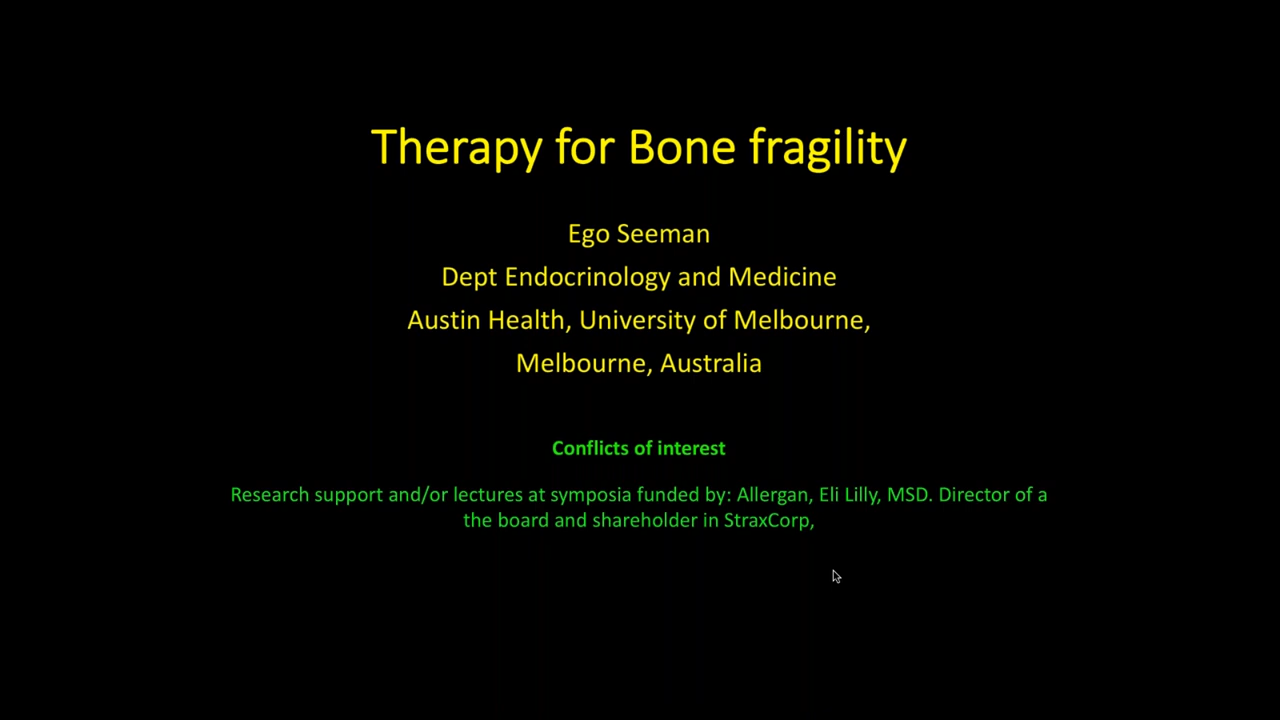 Therapy for Bone fragility
Ego Seeman
Dept Endocrinology and Medicine
Austin Health, University of Melbourne,
Melbourne, Australia
Conflicts of interest
Research support and/or lectures at symposia funded by: Allergan, Eli Lilly, MSD. Director of a
the board and shareholder in StraxCorp,